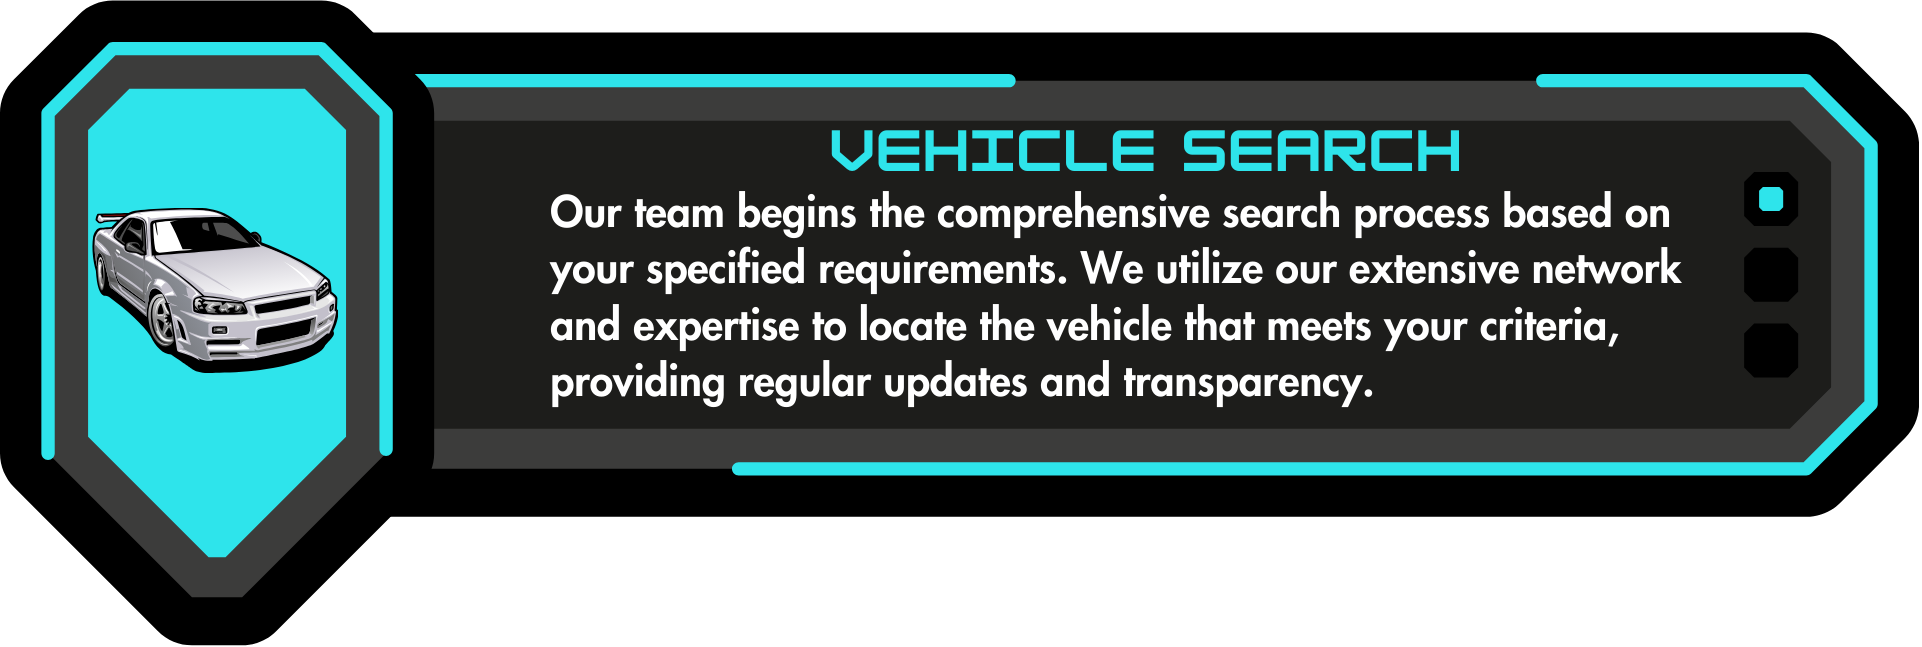 VEHICLE SEARCH
Our team begins the comprehensive search process based on
your specified requirements. We utilize our extensive network
and expertise to locate the vehicle that meets your criteria,
providing regular updates and transparency.